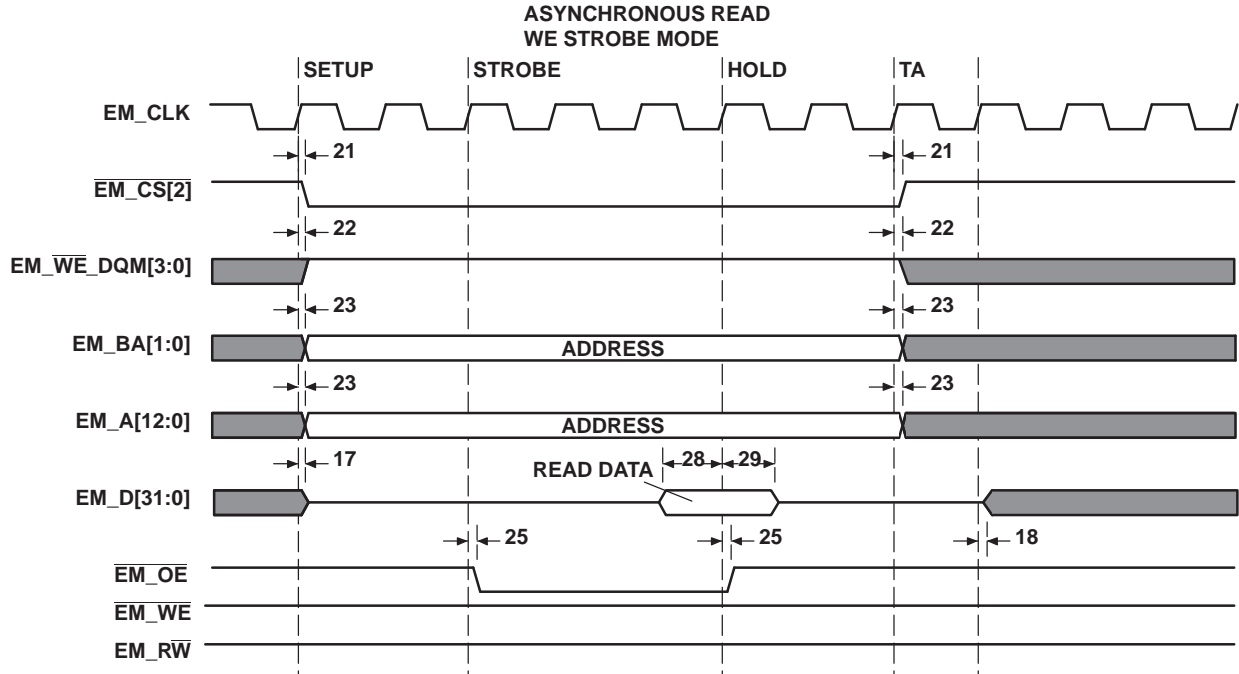 ASYNCHRONOUS READ
WE STROBE MODE
SETUP STROBE HOLD TA
EM_CLK
21 21
EM_CS[2]
22 22
EM_WE_DQM[3:0]
23 23
EM_BA[1:0] ADDRESS
23 23
EM_A[12:0] ADDRESS
17 28 29
READ DATA
EM_D[31:0]
25 25 18
EM_OE
EM_WE
EM_RW